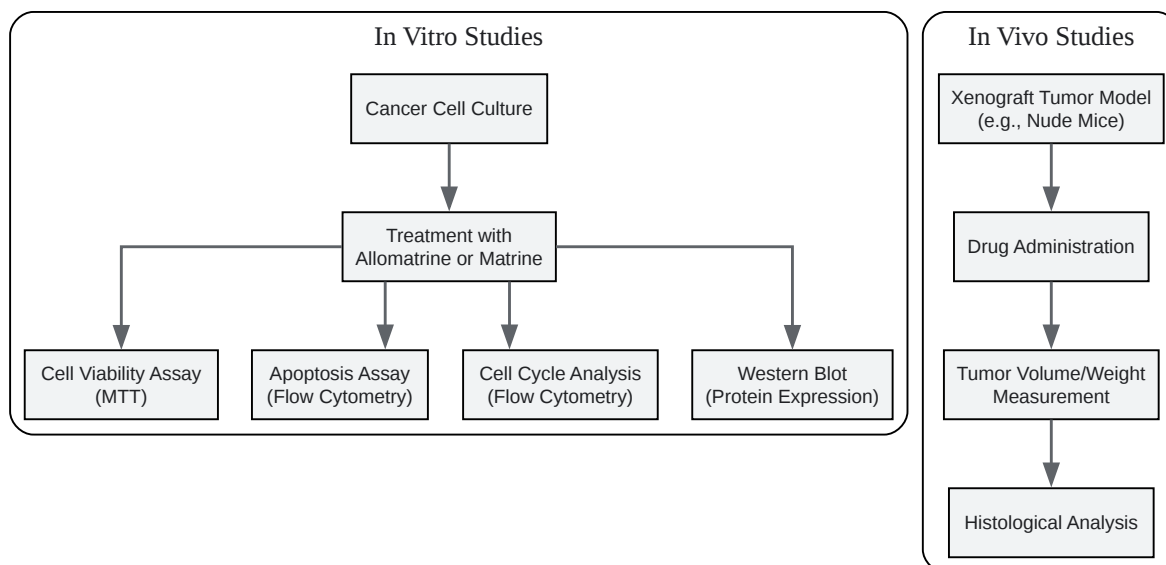 In Vitro Studies
Cancer Cell Culture
Treatment with
Allomatrine or Matrine
Cell Viability Assay
(MTT)
Apoptosis Assay
(Flow Cytometry)
Cell Cycle Analysis
(Flow Cytometry)
Western Blot
(Protein Expression)
In Vivo Studies
Xenograft Tumor Model
(e.g., Nude Mice)
Drug Administration
Tumor Volume/Weight
Measurement
Histological Analysis